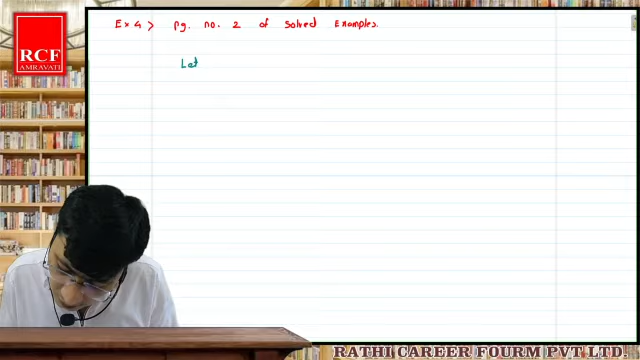 Ex 4 > Pg. no. 2 of Solved Examples.
RCF
AMRAVATI
Let
RATHI CAREER FOURM PVT LTD